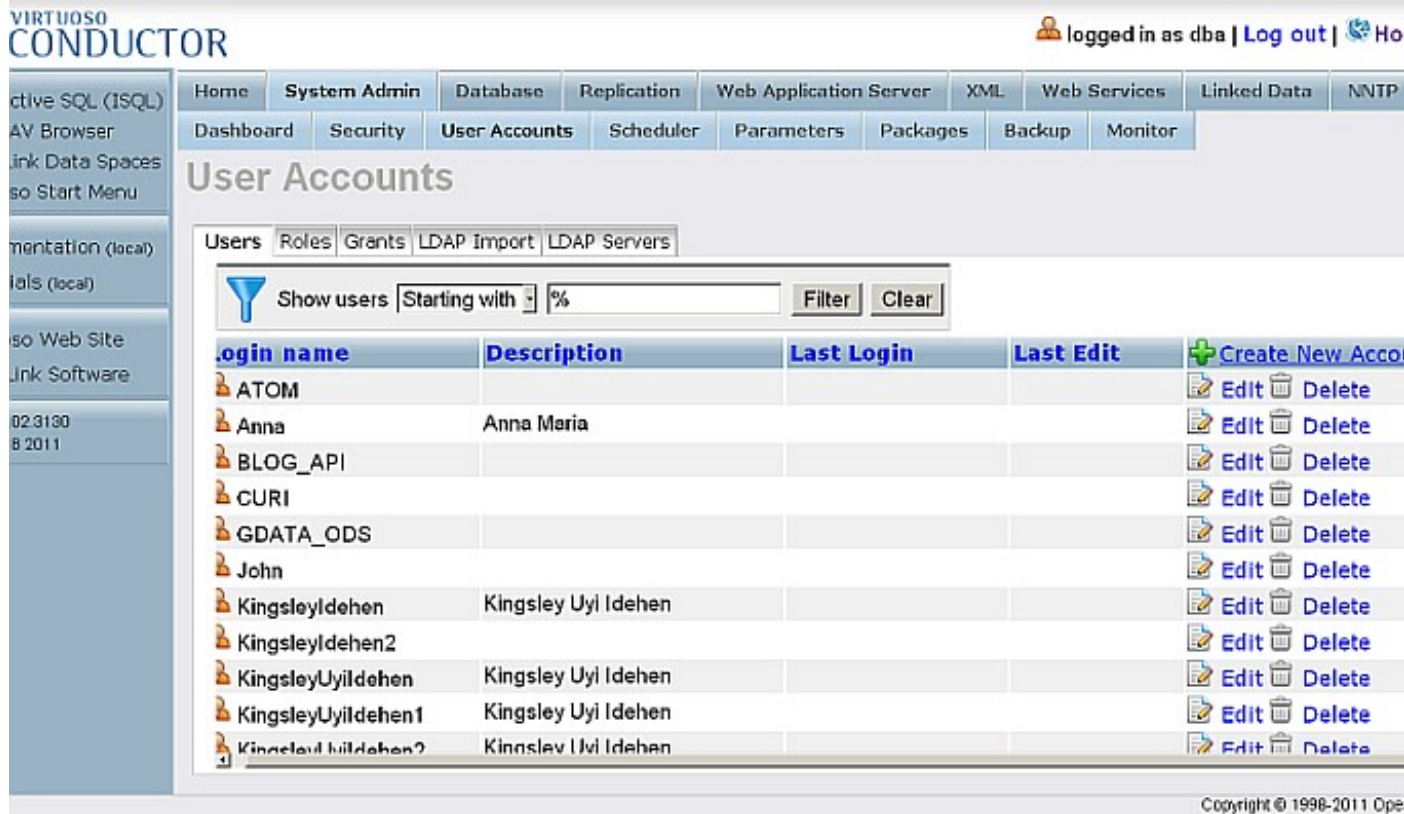 VIRTUOSO
CONDUCTOR
logged in as dba | Log out |
ctive SQL (ISQL)
AV Browser
Link Data Spaces
so Start Menu
mentation (local)
ials (local)
so Web Site
Link Software
02.3130
8 2011
Home System Admin Database Replication Web Application Server XML Web Services Linked Data NNTP
Dashboard Security User Accounts Scheduler Parameters Packages Backup Monitor
User Accounts
Users Roles Grants LDAP Import LDAP Servers
Show users Starting with % Filter Clear
ogin name Description Last Login Last Edit Create New
ATOM Edit Delete
Anna Anna Maria Edit Delete
BLOG_API Edit Delete
CURI Edit Delete
GDATA_ODS Edit Delete
John Edit Delete
KingsleyIdehen Kingsley Uyi Idehen Edit Delete
KingsleyIdehen2 Edit Delete
KingsleyUyiIdehen Kingsley Uyi Idehen Edit Delete
KingsleyUyiIdehen1 Kingsley Uyi Idehen Edit Delete
KingsleyUyiIdehen2 Kingsley Uyi Idehen Edit Delete
Copyright © 1998-2011